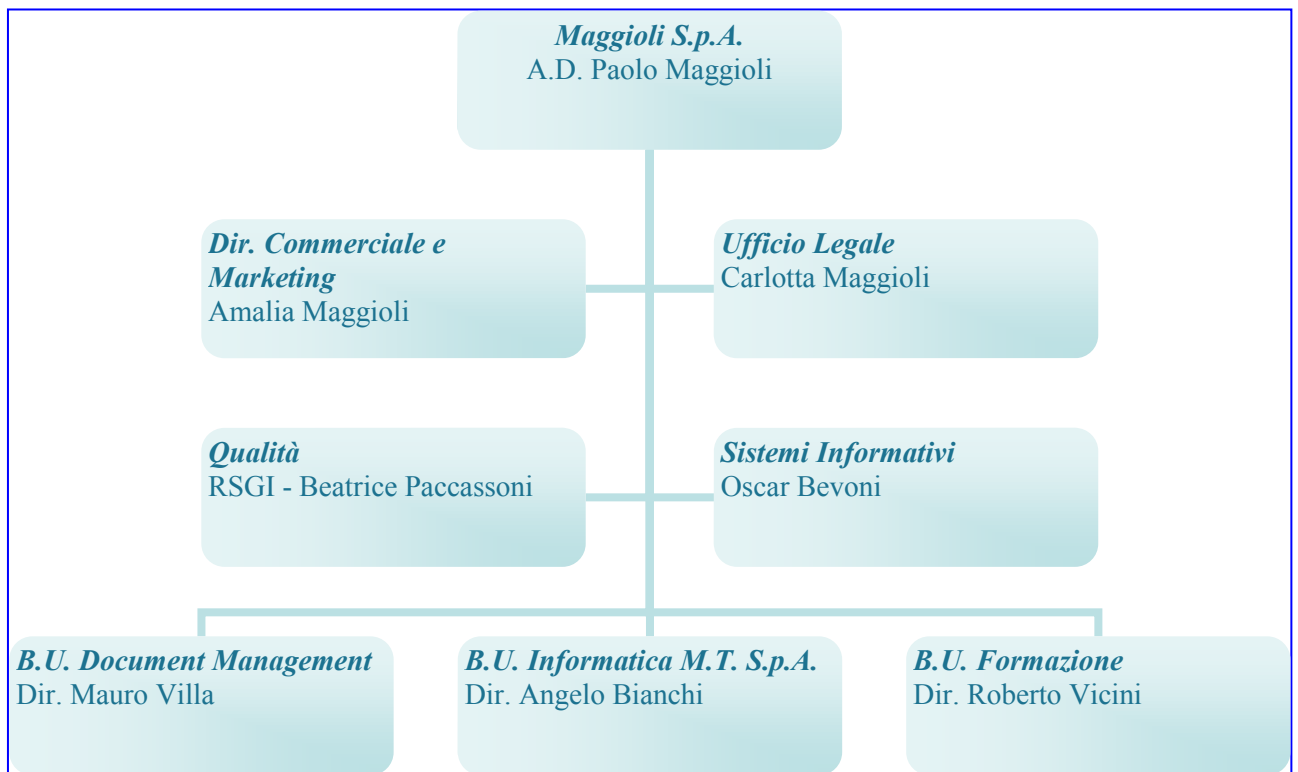 Maggioli S.p.A.
A.D. Paolo Maggioli
Dir. Commerciale e
Marketing
Amalia Maggioli
Ufficio Legale
Carlotta Maggioli
Qualità
RSGI - Beatrice Paccassoni
Sistemi Informativi
Oscar Bevoni
B.U. Document Management
Dir. Mauro Villa
B.U. Informatica M.T. S.p.A.
Dir. Angelo Bianchi
B.U. Formazione
Dir. Roberto Vicini